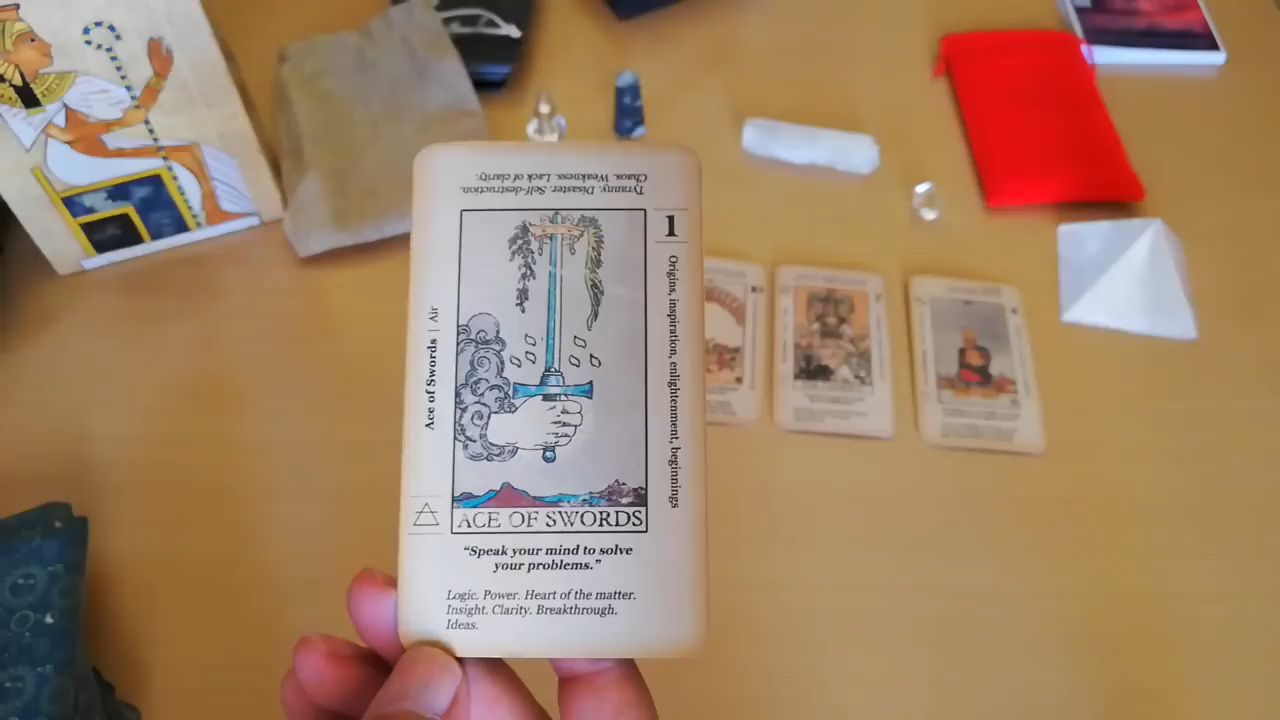 Tyranny. Disaster. Self-destruction.
Chaos. Weakness. Lack of clarity.
1
Origins, inspiration, enlightenment, beginnings
Ace of Swords | Air
ACE OF SWORDS
“Speak your mind to solve
your problems.”
Logic. Power. Heart of the matter.
Insight. Clarity. Breakthrough.
Ideas.